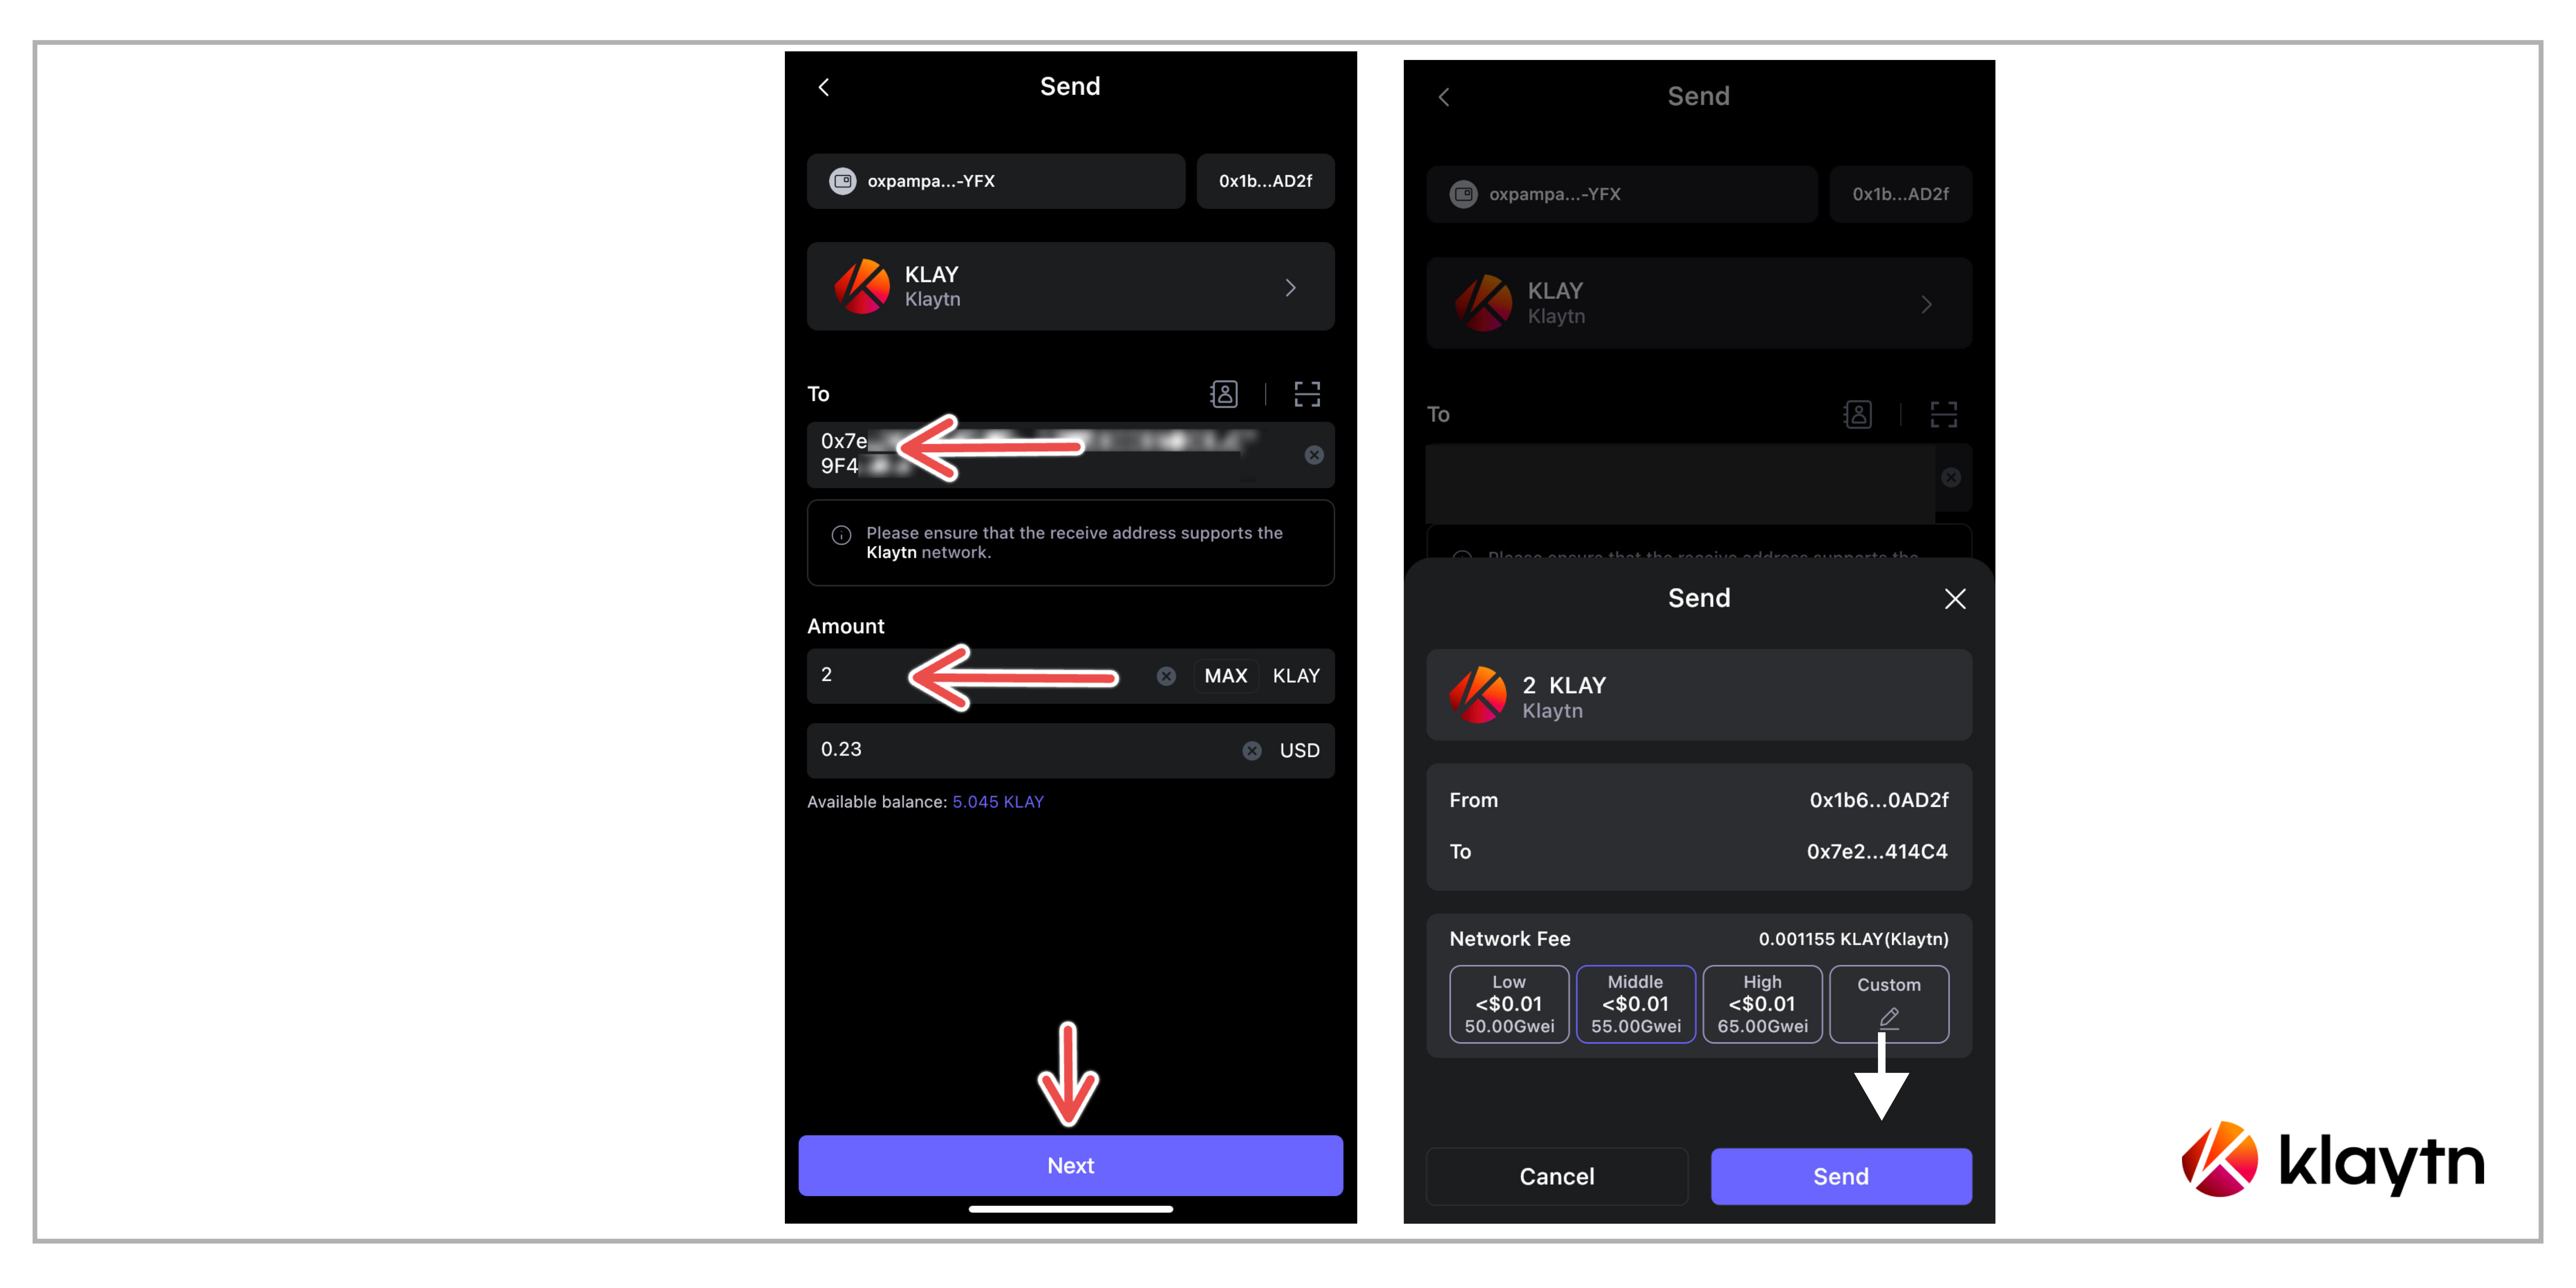 Send
oxpampa...-YFX
0x1b...AD2f
KLAY
Klaytn
To
0x7e
9F4
Please ensure that the receive address supports the
Klaytn network.
Amount
2
MAX
KLAY
0.23
USD
Available balance: 5.045 KLAY
Next
Send
oxpampa...-YFX
0x1b...AD2f
KLAY
Klaytn
To
Please ensure that the receive address supports the
Send
2 KLAY
Klaytn
From
0x1b6...0AD2f
To
0x7e2...414C4
Network Fee
0.001155 KLAY(Klaytn)
Low
<$0.01
50.00Gwei
Middle
<$0.01
55.00Gwei
High
<$0.01
65.00Gwei
Custom
Cancel
Send
klaytn